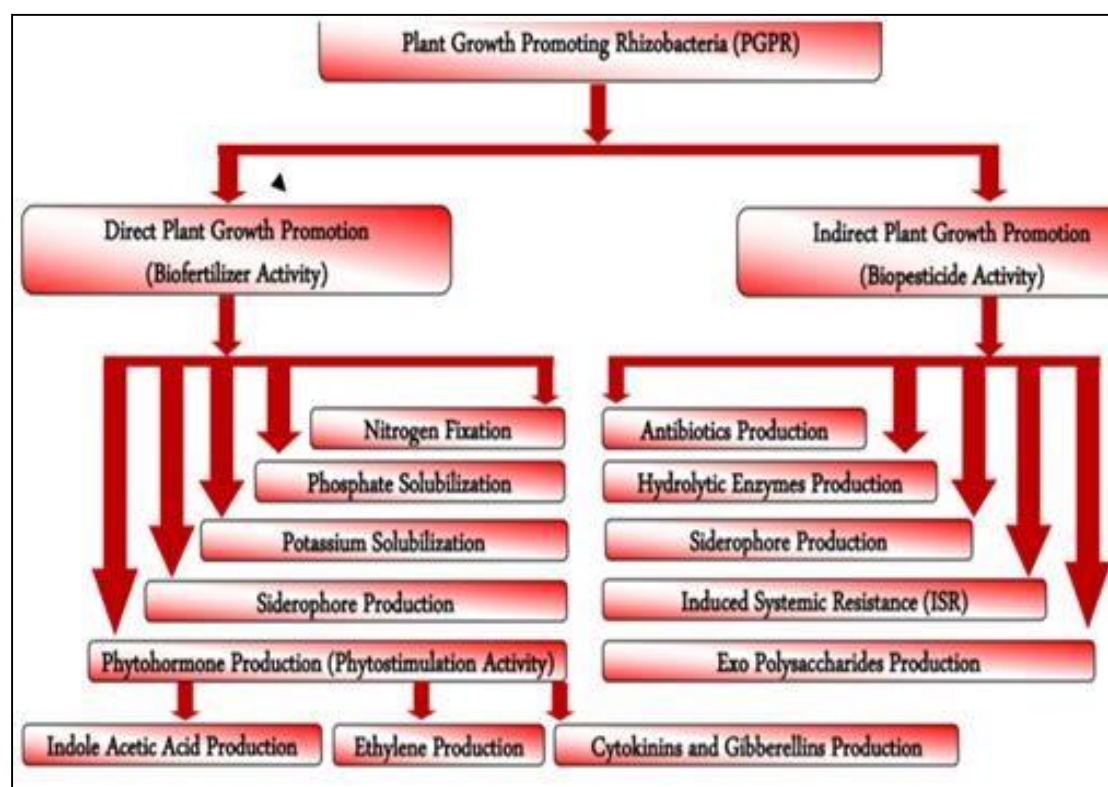 Plant Growth Promoting Rhizobacteria (PGPR)
Direct Plant Growth Promotion
(Biofertilizer Activity)
Indirect Plant Growth Promotion
(Biopesticide Activity)
Nitrogen Fixation
Phosphate Solubilization
Potassium Solubilization
Siderophore Production
Phytohormone Production (Phytostimulation Activity)
Indole Acetic Acid Production
Ethylene Production
Cytokinins and Gibberellins Production
Antibiotics Production
Hydrolytic Enzymes Production
Siderophore Production
Induced Systemic Resistance (ISR)
Exo Polysaccharides Production